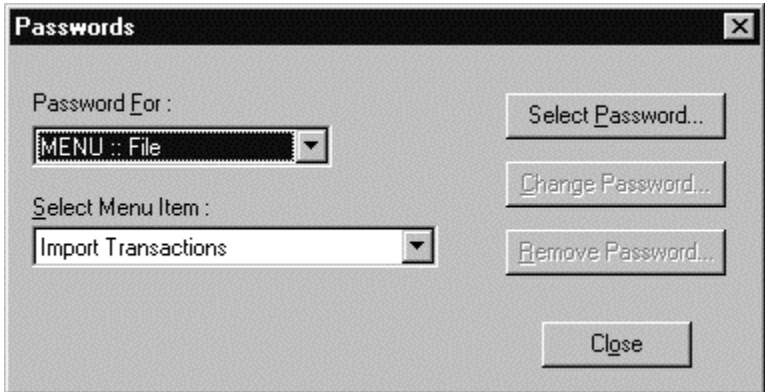 Passwords
Password For :
MENU :: File
Select Menu Item :
Import Transactions
Select Password...
Change Password...
Remove Password...
Close